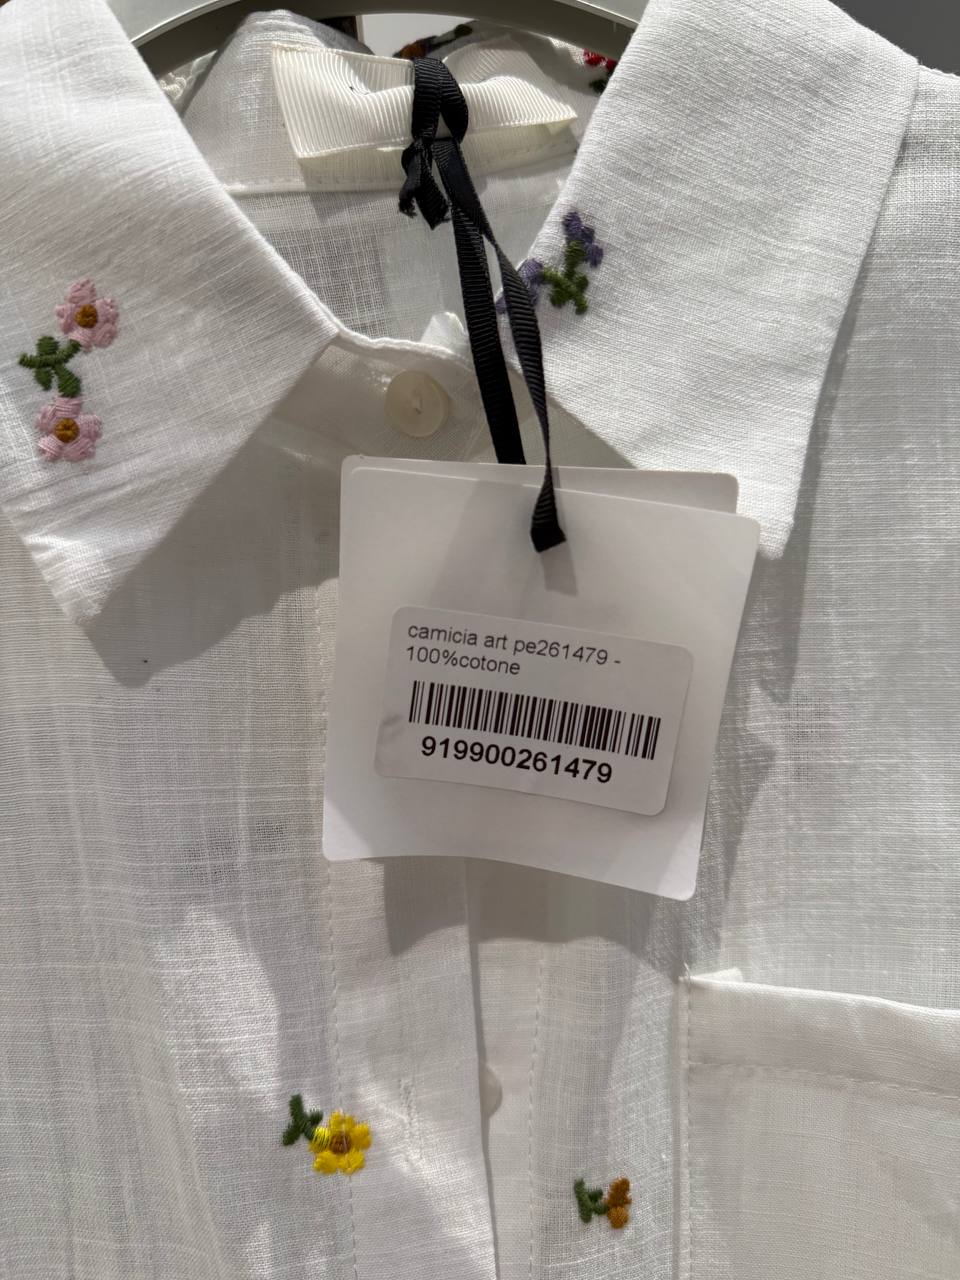 camicia art pe261479 -
100%cotone
919900261479